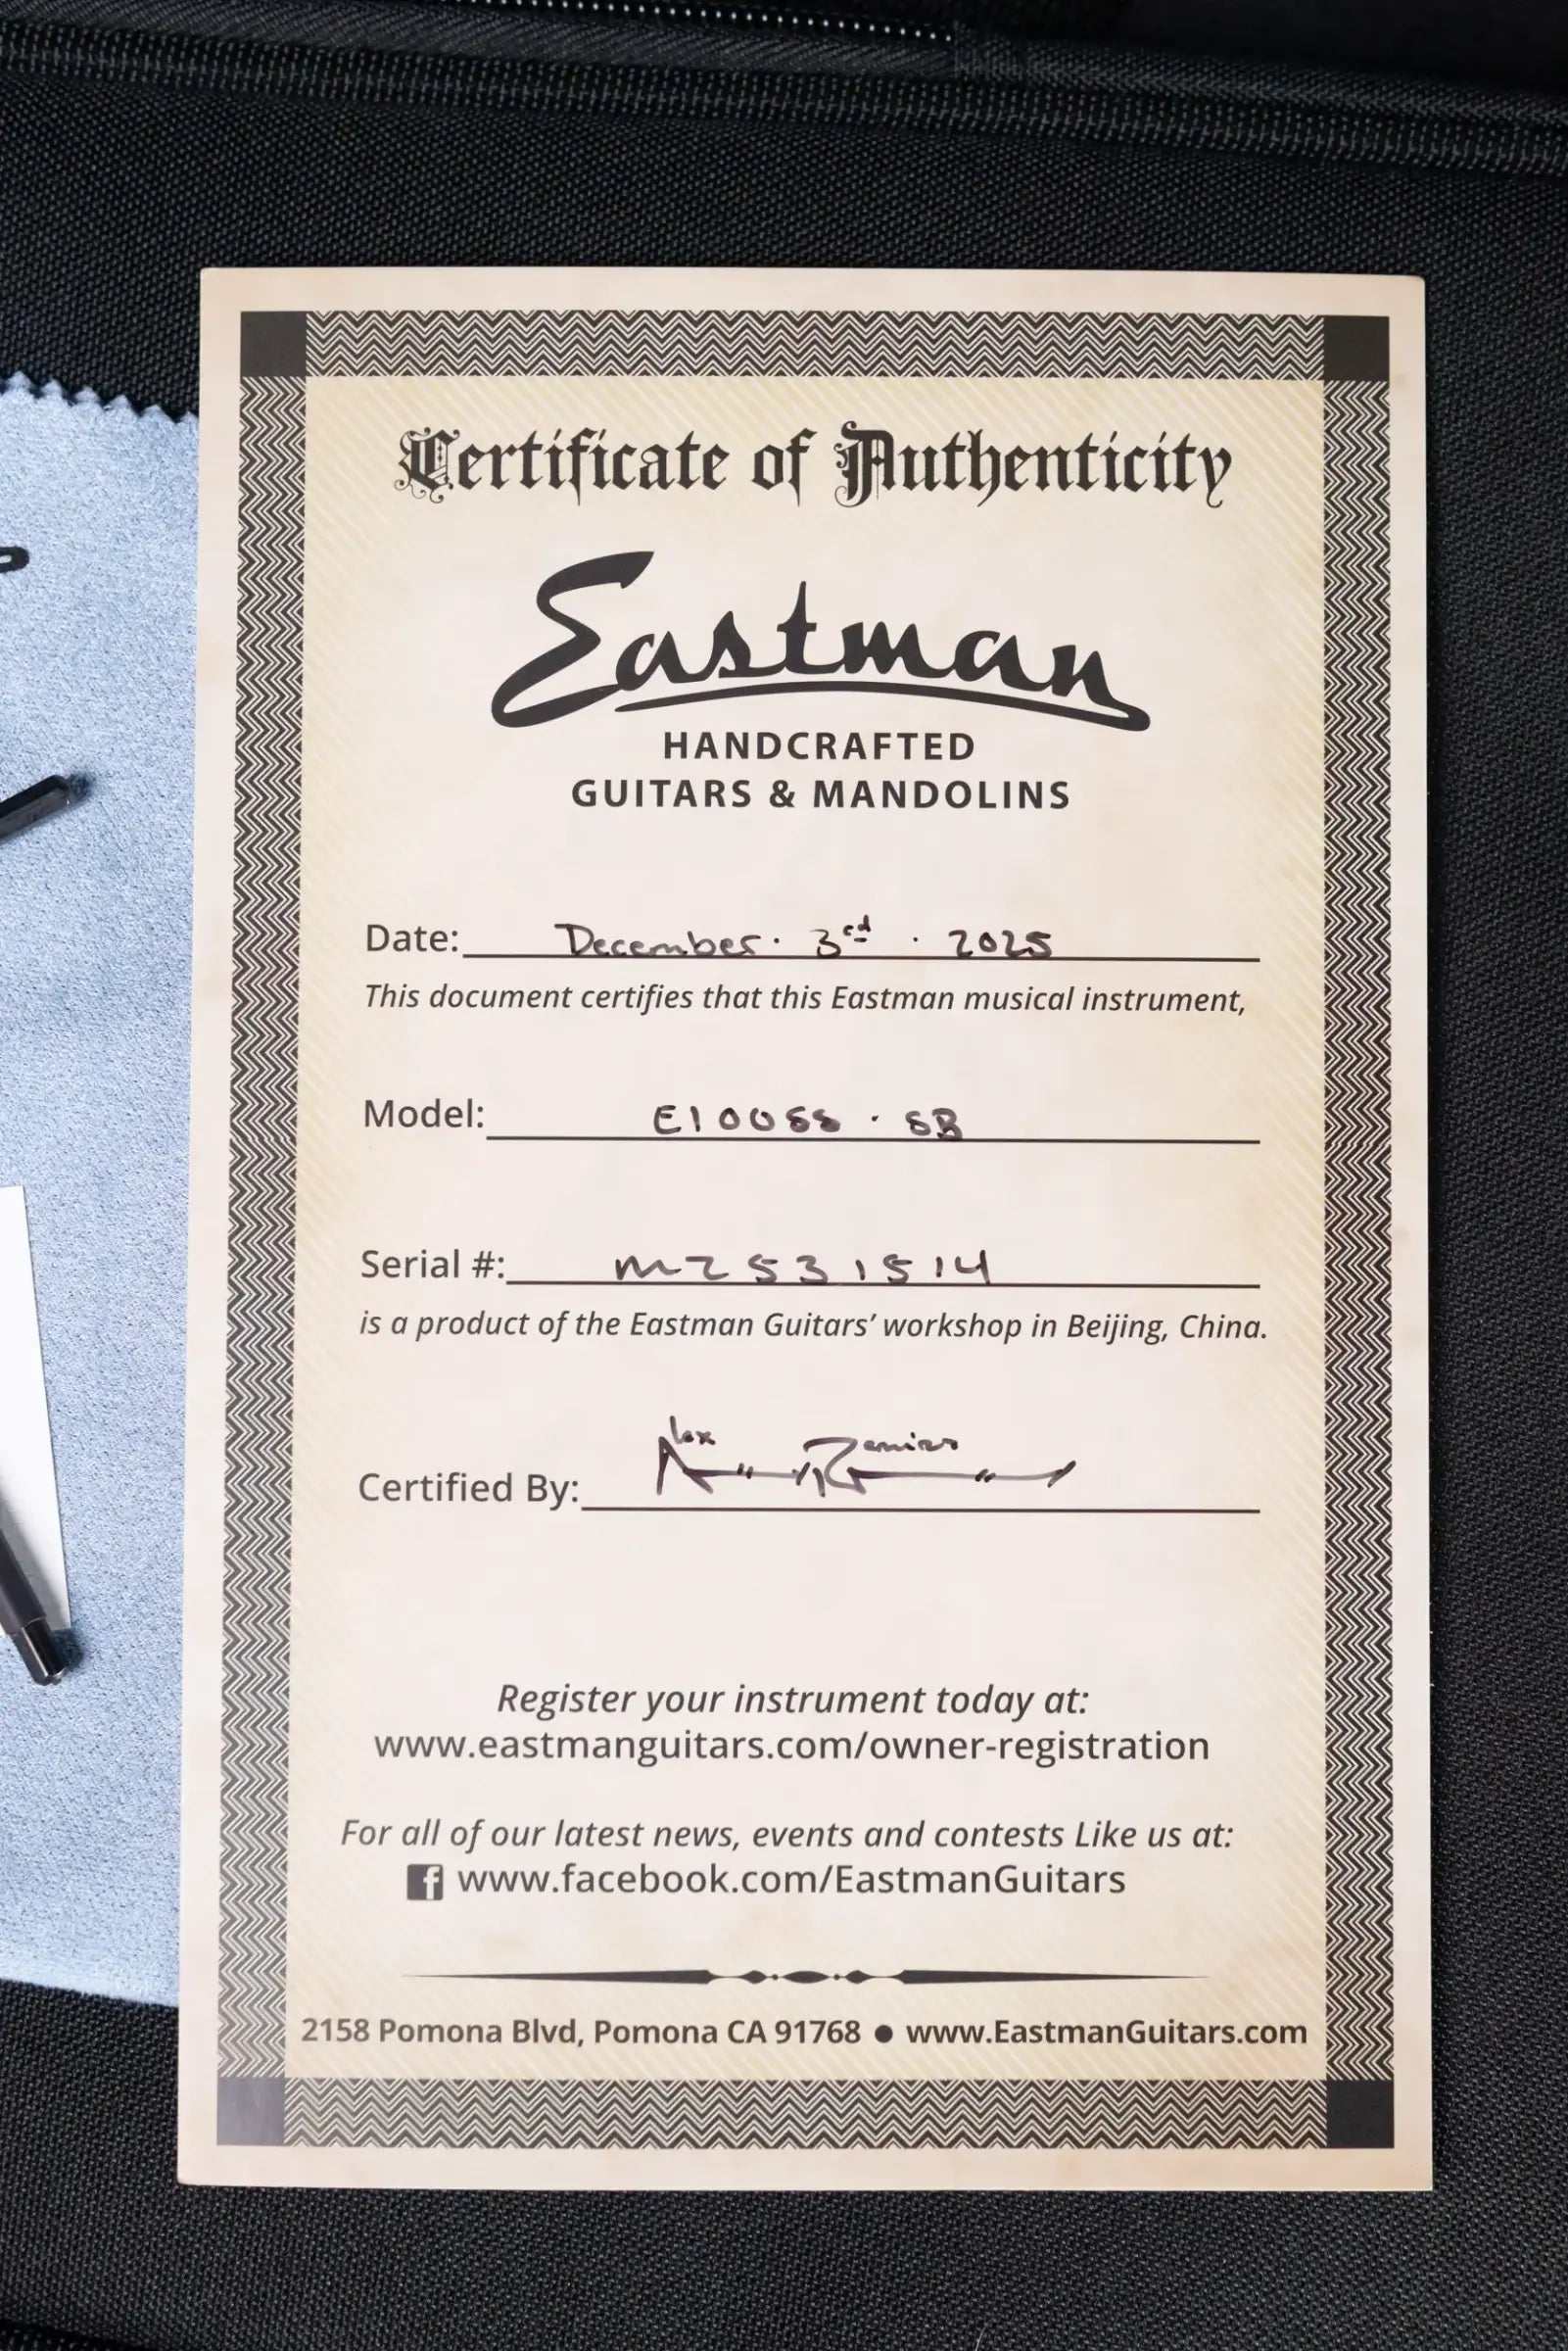 Certificate of Authenticity
Eastman
HANDCRAFTED
GUITARS & MANDOLINS
Date: December · 3rd · 2025
This document certifies that this Eastman musical instrument,
Model: E10OSS · SB
Serial #: M2531514
is a product of the Eastman Guitars' workshop in Beijing, China.
Certified By: Alex Ramirez
Register your instrument today at:
www.eastmanguitars.com/owner-registration
For all of our latest news, events and contests Like us at:
f www.facebook.com/EastmanGuitars
2158 Pomona Blvd, Pomona CA 91768 ● www.EastmanGuitars.com